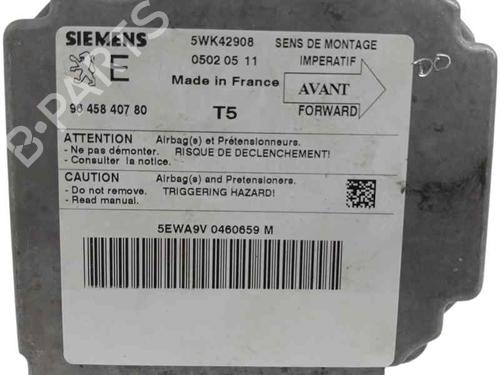 SIEMENS 5WK42908 SENS DE MONTAGE
E 0502 05 11 IMPERATIF
Made in France AVANT
96 458 407 80 T5 FORWARD
DO
ATTENTION Airbag(s) et Prétensionneurs.
- Ne pas démonter. RISQUE DE DECLENCHEMENT!
- Consulter la notice.
CAUTION Airbag(s) and Pretensioners.
- Do not remove. TRIGGERING HAZARD!
- Read manual.
5EWA9V 0460659 M
B-PARTS